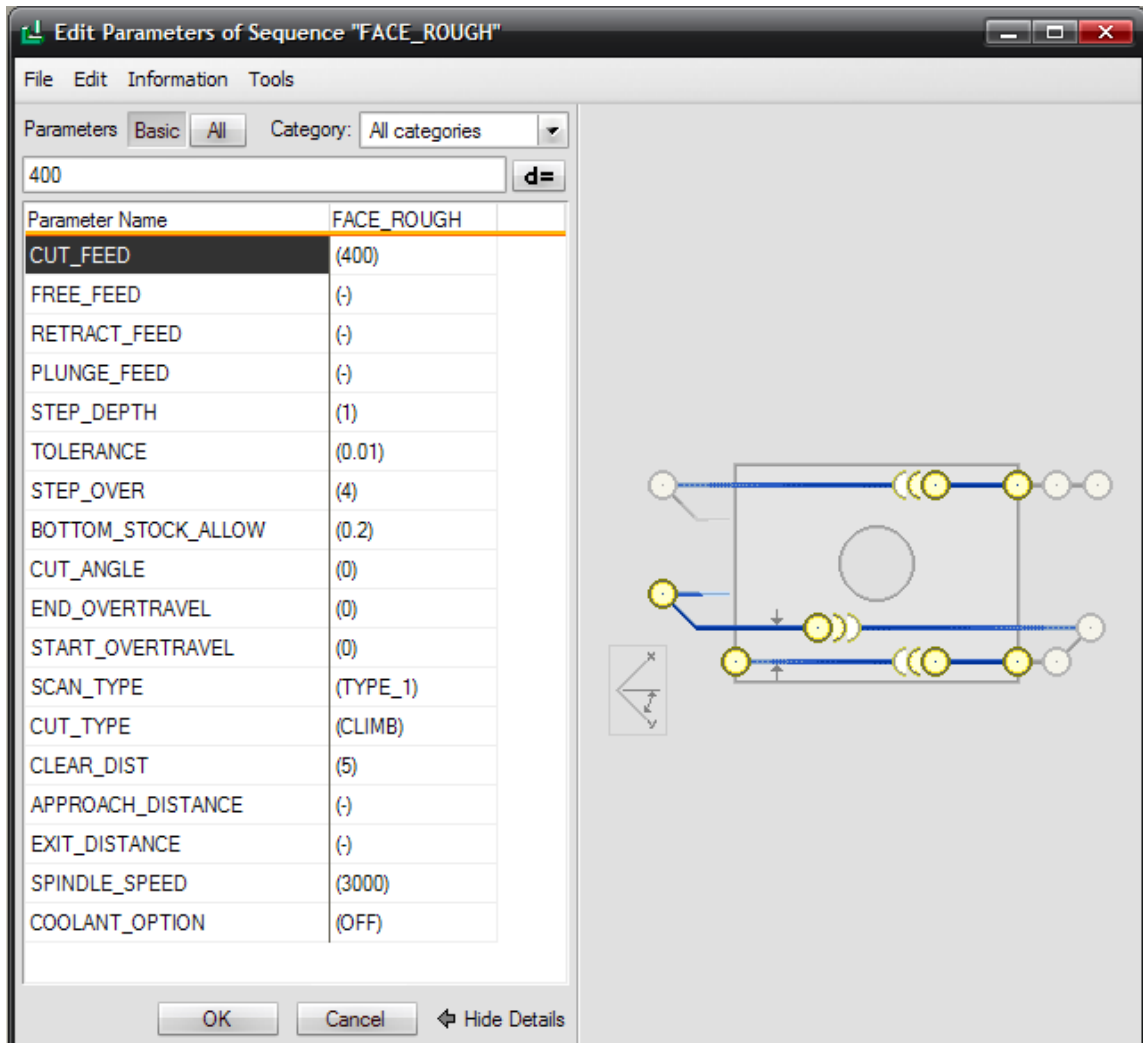 Edit Parameters of Sequence "FACE_ROUGH"
File Edit Information Tools
Parameters Basic All Category: All categories
400 d=
Parameter Name FACE_ROUGH
CUT_FEED (400)
FREE_FEED (-)
RETRACT_FEED (-)
PLUNGE_FEED (-)
STEP_DEPTH (1)
TOLERANCE (0.01)
STEP_OVER (4)
BOTTOM_STOCK_ALLOW (0.2)
CUT_ANGLE (0)
END_OVERTRAVEL (0)
START_OVERTRAVEL (0)
SCAN_TYPE (TYPE_1)
CUT_TYPE (CLIMB)
CLEAR_DIST (5)
APPROACH_DISTANCE (-)
EXIT_DISTANCE (-)
SPINDLE_SPEED (3000)
COOLANT_OPTION (OFF)
OK Cancel Hide Details
x
y